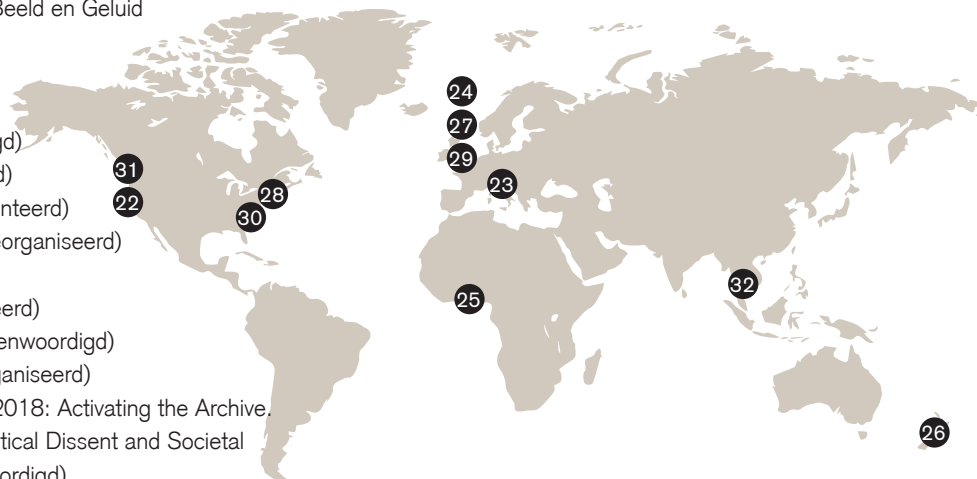 Beeld en Geluid
gd)
d)
nteerd)
organiseerd)
eerd)
enwoordigd)
ganiseerd)
2018: Activating the Archive.
tical Dissent and Societal
oordigd)
24
27
31
29
23
22
28
30
32
25
26